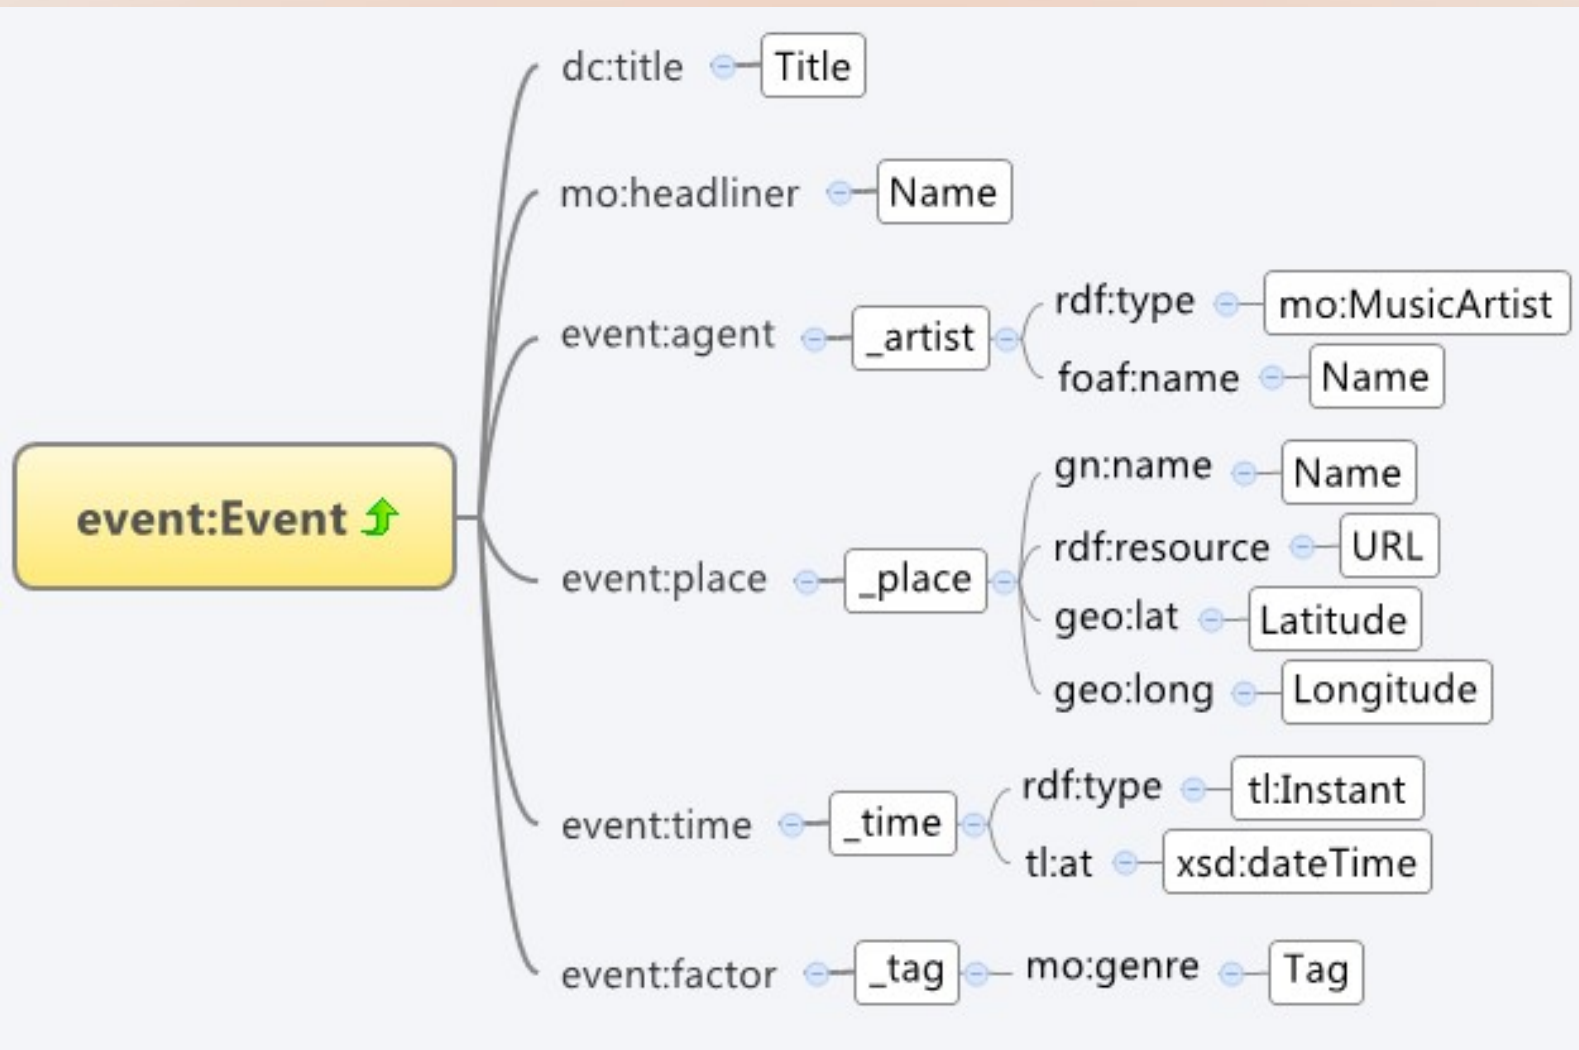 dc:title Title
mo:headliner Name
event:agent _artist
rdf:type mo:MusicArtist
foaf:name Name
event:Event
event:place _place
gn:name Name
rdf:resource URL
geo:lat Latitude
geo:long Longitude
event:time _time
rdf:type tl:Instant
tl:at xsd:dateTime
event:factor _tag mo:genre Tag